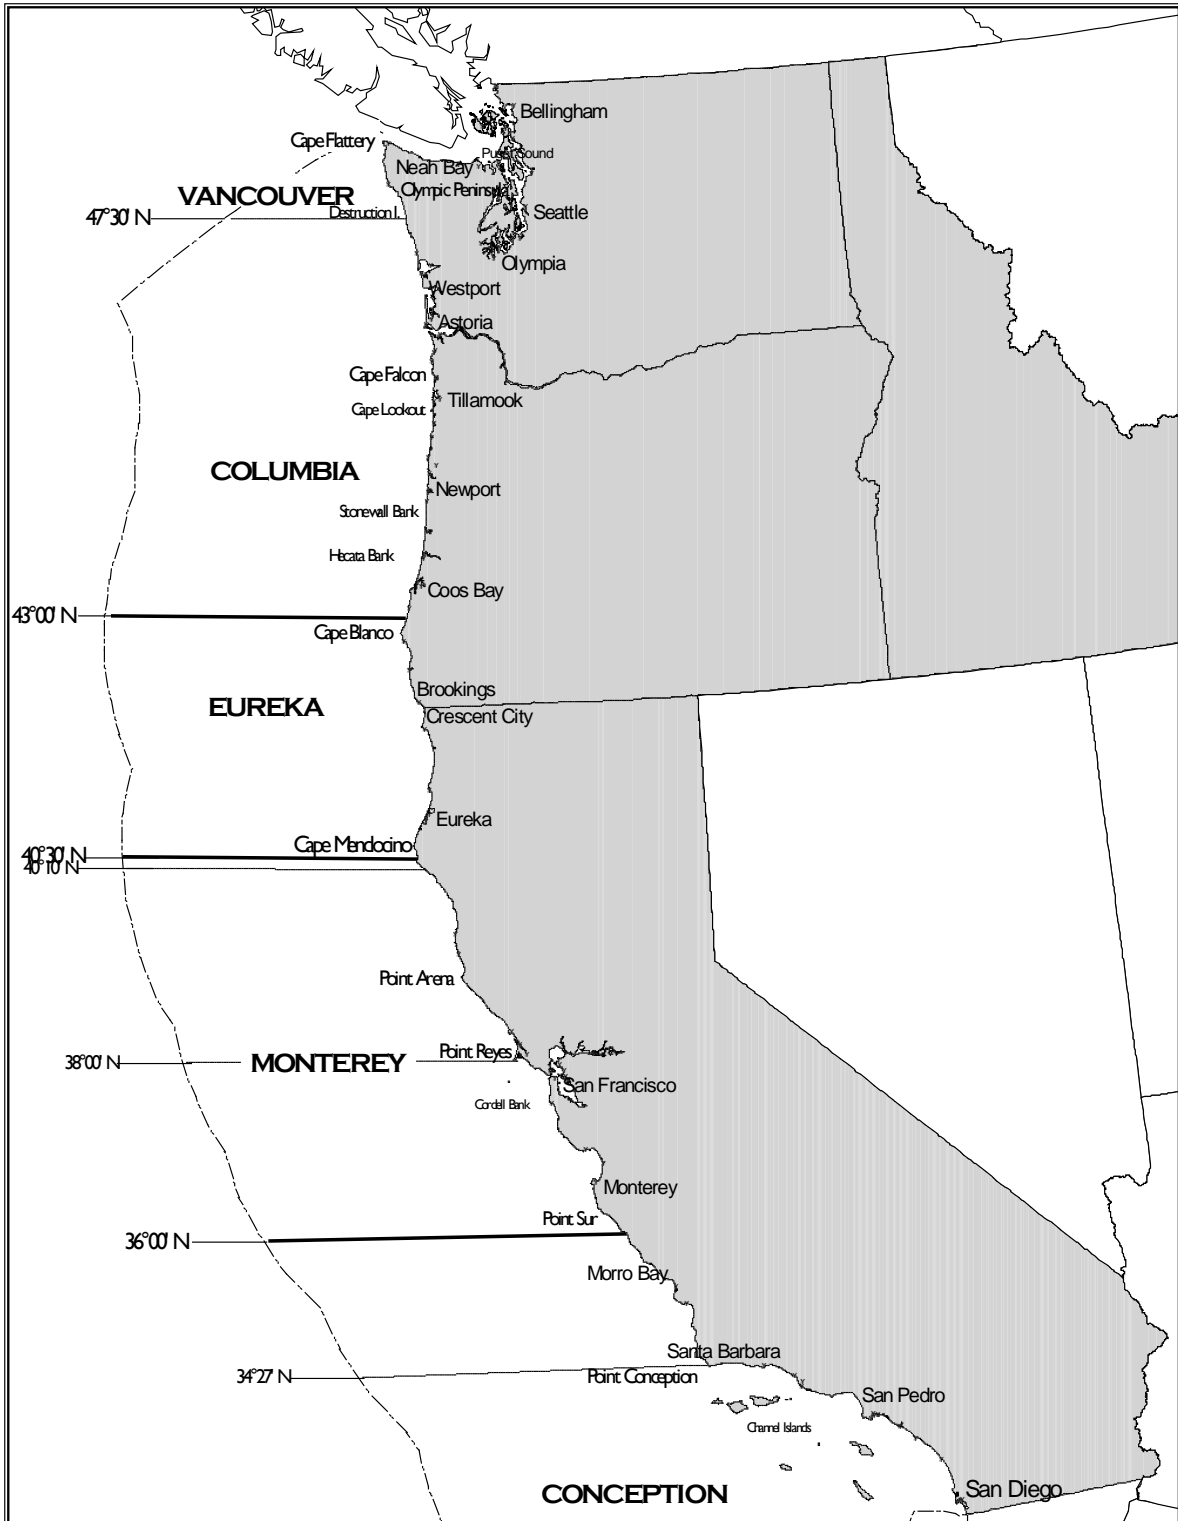 Bellingham
Cape Flattery
Puget Sound
Neah Bay
VANCOUVER
Olympic Peninsula
47°30' N
Destruction I.
Seattle
Olympia
Westport
Astoria
Cape Falcon
Tillamook
Cape Lookout
COLUMBIA
Newport
Stonewall Bank
Hecata Bank
Coos Bay
43°00' N
Cape Blanco
Brookings
EUREKA
Crescent City
Eureka
Cape Mendocino
40°30' N
40°10' N
Point Arena
Point Reyes
38°00' N
MONTEREY
San Francisco
Cordell Bank
Monterey
Point Sur
36°00' N
Morro Bay
Santa Barbara
34°27' N
Point Conception
San Pedro
Channel Islands
San Diego
CONCEPTION